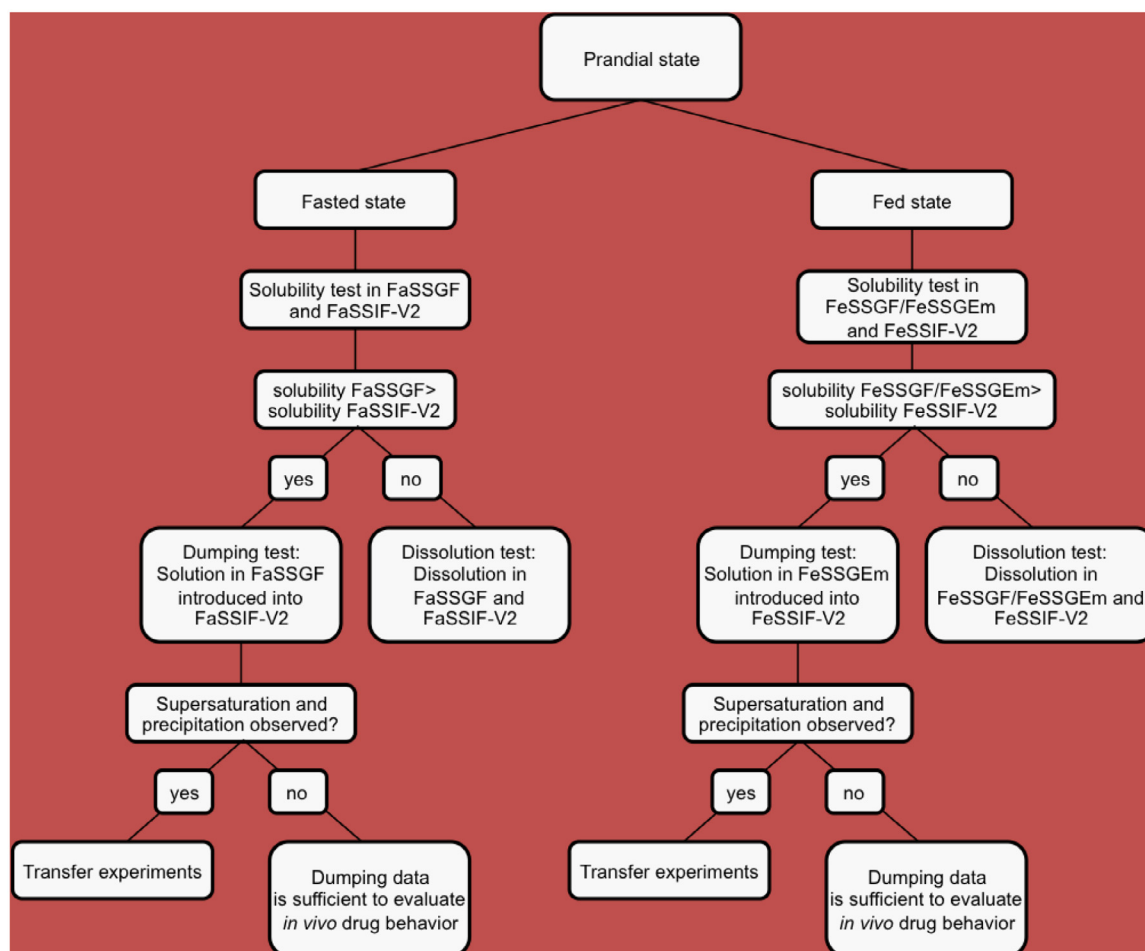 Prandial state
Fasted state
Fed state
Solubility test in FaSSGF
and FaSSIF-V2
Solubility test in
FeSSGF/FeSSGEm
and FeSSIF-V2
solubility FaSSGF>
solubility FaSSIF-V2
solubility FeSSGF/FeSSGEm>
solubility FeSSIF-V2
yes
no
yes
no
Dumping test:
Solution in FaSSGF
introduced into
FaSSIF-V2
Dissolution test:
Dissolution in
FaSSGF and
FaSSIF-V2
Dumping test:
Solution in FeSSGEm
introduced into
FeSSIF-V2
Dissolution test:
Dissolution in
FeSSGF/FeSSGEm and
FeSSIF-V2
Supersaturation and
precipitation observed?
Supersaturation and
precipitation observed?
yes
no
yes
no
Transfer experiments
Dumping data
is sufficient to evaluate
in vivo drug behavior
Transfer experiments
Dumping data
is sufficient to evaluate
in vivo drug behavior